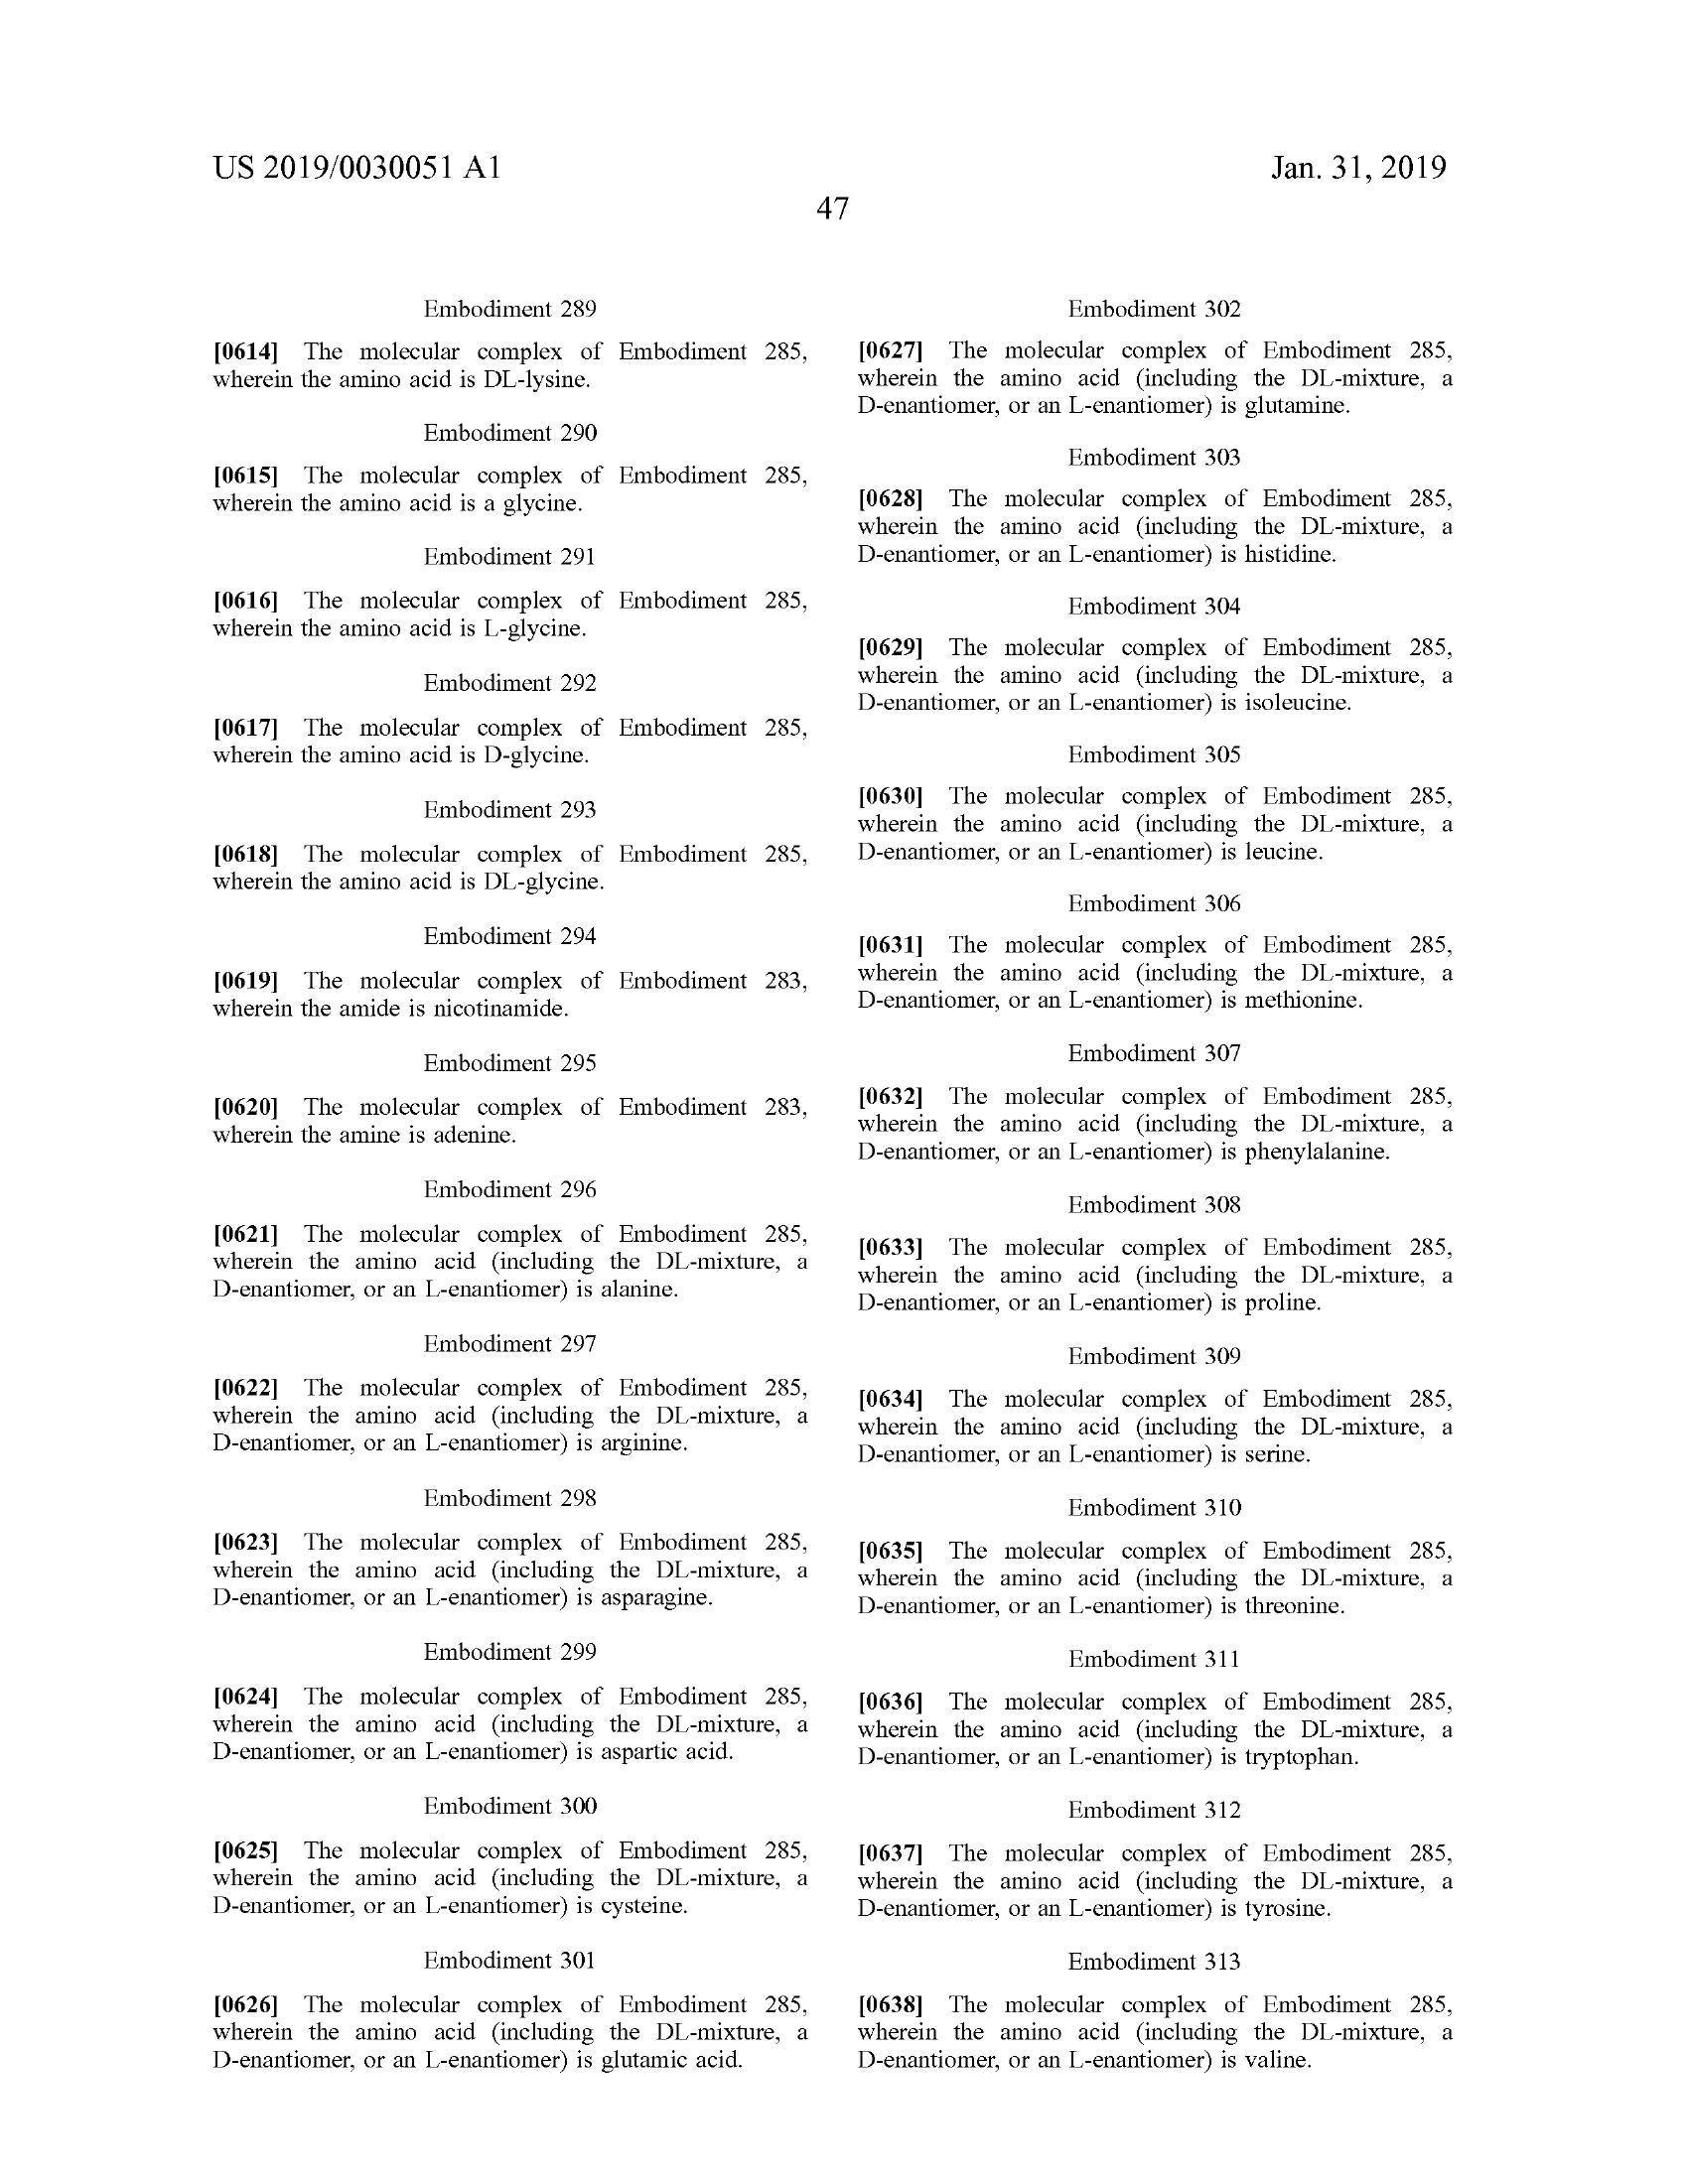 US 2019/0030051 A1
Jan. 31, 2019
47
Embodiment 289
[0614] The molecular complex of Embodiment 285,
wherein the amino acid is DL-lysine.
Embodiment 290
[0615] The molecular complex of Embodiment 285,
wherein the amino acid is a glycine.
Embodiment 291
[0616] The molecular complex of Embodiment 285,
wherein the amino acid is L-glycine.
Embodiment 292
[0617] The molecular complex of Embodiment 285,
wherein the amino acid is D-glycine.
Embodiment 293
[0618] The molecular complex of Embodiment 285,
wherein the amino acid is DL-glycine.
Embodiment 294
[0619] The molecular complex of Embodiment 283,
wherein the amide is nicotinamide.
Embodiment 295
[0620] The molecular complex of Embodiment 283,
wherein the amine is adenine.
Embodiment 296
[0621] The molecular complex of Embodiment 285,
wherein the amino acid (including the DL-mixture, a
D-enantiomer, or an L-enantiomer) is alanine.
Embodiment 297
[0622] The molecular complex of Embodiment 285,
wherein the amino acid (including the DL-mixture, a
D-enantiomer, or an L-enantiomer) is arginine.
Embodiment 298
[0623] The molecular complex of Embodiment 285,
wherein the amino acid (including the DL-mixture, a
D-enantiomer, or an L-enantiomer) is asparagine.
Embodiment 299
[0624] The molecular complex of Embodiment 285,
wherein the amino acid (including the DL-mixture, a
D-enantiomer, or an L-enantiomer) is aspartic acid.
Embodiment 300
[0625] The molecular complex of Embodiment 285,
wherein the amino acid (including the DL-mixture, a
D-enantiomer, or an L-enantiomer) is cysteine.
Embodiment 301
[0626] The molecular complex of Embodiment 285,
wherein the amino acid (including the DL-mixture, a
D-enantiomer, or an L-enantiomer) is glutamic acid.
Embodiment 302
[0627] The molecular complex of Embodiment 285,
wherein the amino acid (including the DL-mixture, a
D-enantiomer, or an L-enantiomer) is glutamine.
Embodiment 303
[0628] The molecular complex of Embodiment 285,
wherein the amino acid (including the DL-mixture, a
D-enantiomer, or an L-enantiomer) is histidine.
Embodiment 304
[0629] The molecular complex of Embodiment 285,
wherein the amino acid (including the DL-mixture, a
D-enantiomer, or an L-enantiomer) is isoleucine.
Embodiment 305
[0630] The molecular complex of Embodiment 285,
wherein the amino acid (including the DL-mixture, a
D-enantiomer, or an L-enantiomer) is leucine.
Embodiment 306
[0631] The molecular complex of Embodiment 285,
wherein the amino acid (including the DL-mixture, a
D-enantiomer, or an L-enantiomer) is methionine.
Embodiment 307
[0632] The molecular complex of Embodiment 285,
wherein the amino acid (including the DL-mixture, a
D-enantiomer, or an L-enantiomer) is phenylalanine.
Embodiment 308
[0633] The molecular complex of Embodiment 285,
wherein the amino acid (including the DL-mixture, a
D-enantiomer, or an L-enantiomer) is proline.
Embodiment 309
[0634] The molecular complex of Embodiment 285,
wherein the amino acid (including the DL-mixture, a
D-enantiomer, or an L-enantiomer) is serine.
Embodiment 310
[0635] The molecular complex of Embodiment 285,
wherein the amino acid (including the DL-mixture, a
D-enantiomer, or an L-enantiomer) is threonine.
Embodiment 311
[0636] The molecular complex of Embodiment 285,
wherein the amino acid (including the DL-mixture, a
D-enantiomer, or an L-enantiomer) is tryptophan.
Embodiment 312
[0637] The molecular complex of Embodiment 285,
wherein the amino acid (including the DL-mixture, a
D-enantiomer, or an L-enantiomer) is tyrosine.
Embodiment 313
[0638] The molecular complex of Embodiment 285,
wherein the amino acid (including the DL-mixture, a
D-enantiomer, or an L-enantiomer) is valine.